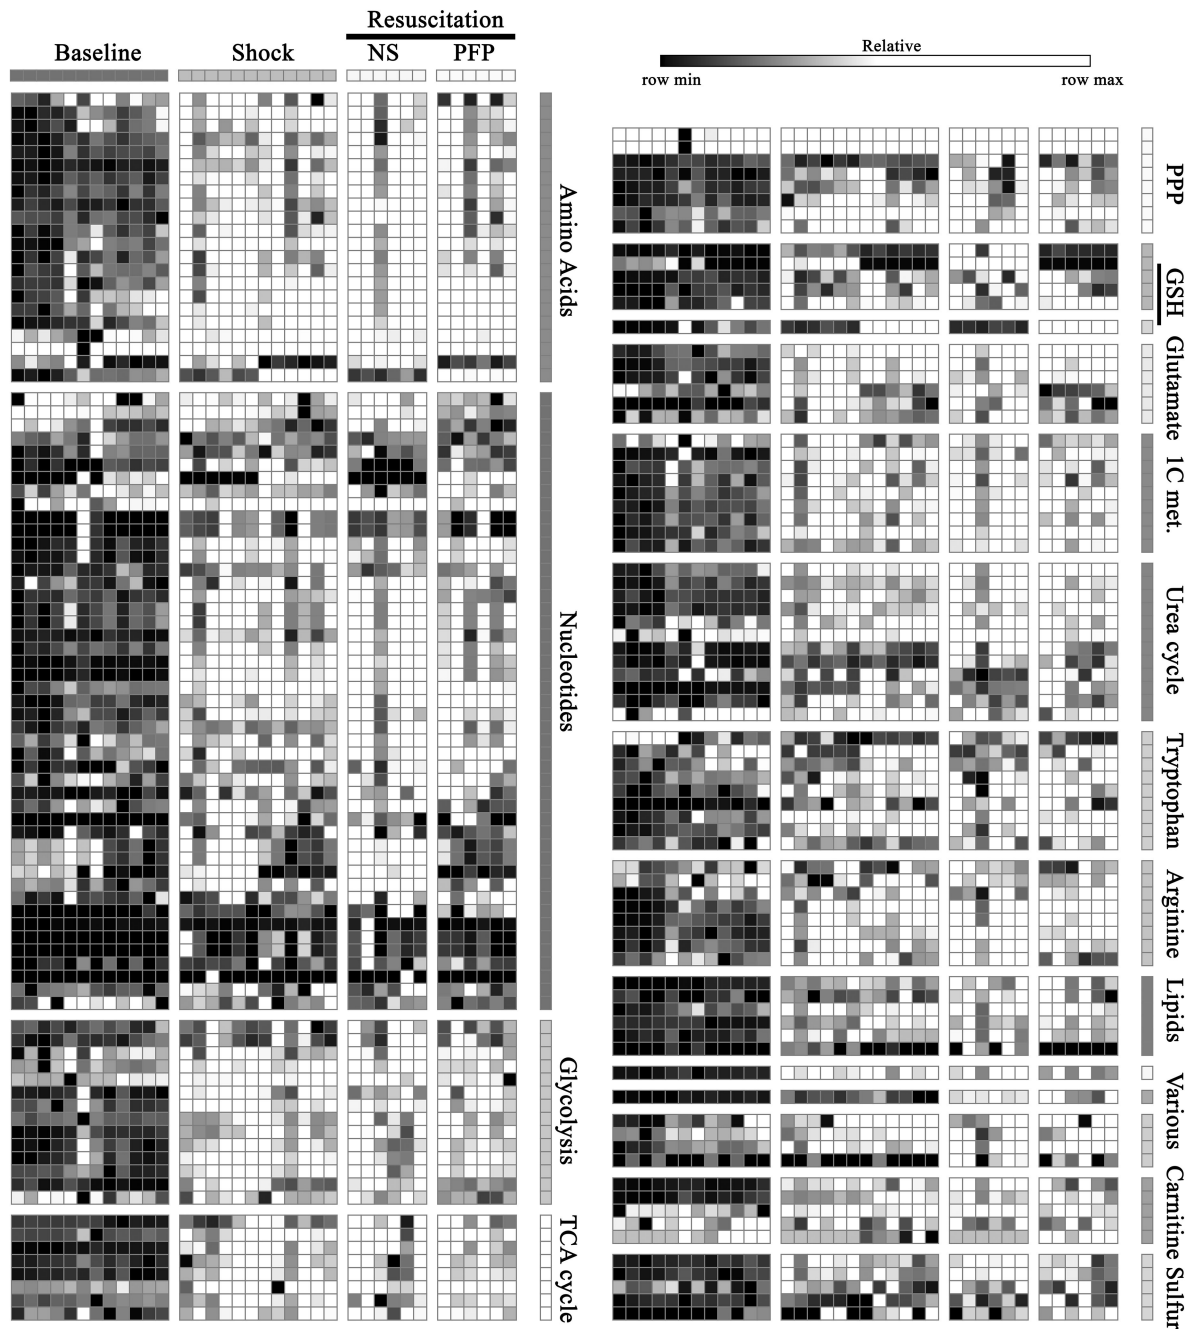 Resuscitation
Baseline
Shock
NS
PFP
Relative
row min
row max
Amino Acids
Nucleotides
Glycolysis
TCA cycle
PPP
GSH
Glutamate
1C met.
Urea cycle
Tryptophan
Arginine
Lipids
Various
Carnitine
Sulfur